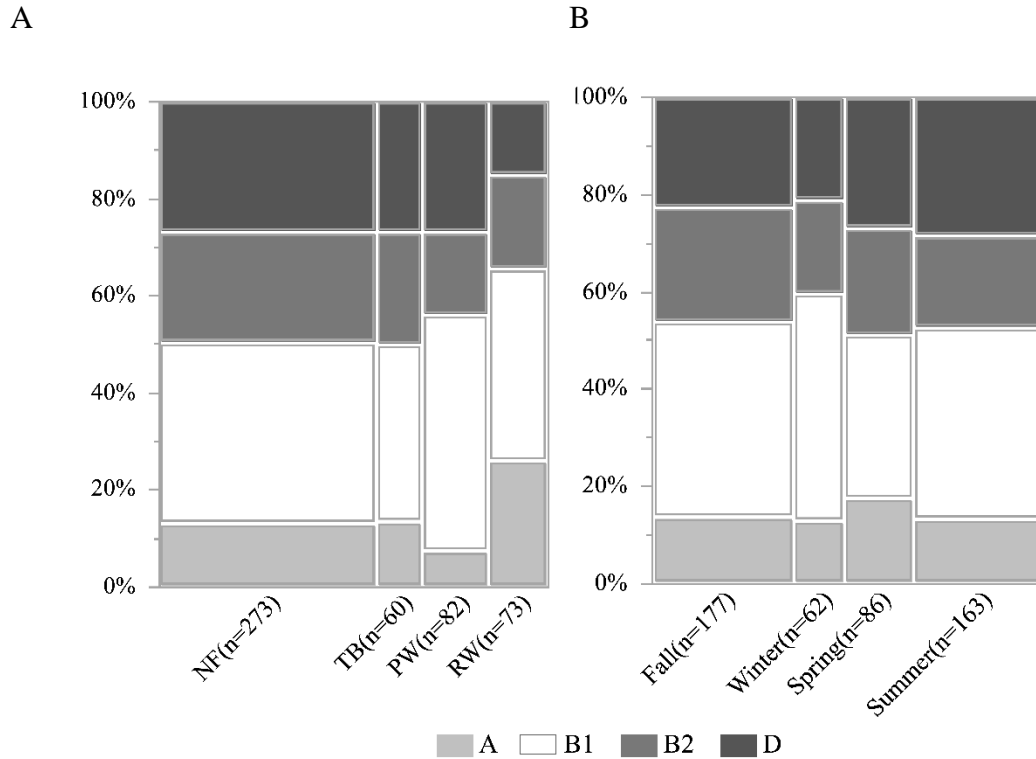 A
B
100%
80%
60%
40%
20%
0%
NF(n=273)
TB(n=60)
PW(n=82)
RW(n=73)
100%
80%
60%
40%
20%
0%
Fall(n=177)
Winter(n=62)
Spring(n=86)
Summer(n=163)
A B1 B2 D